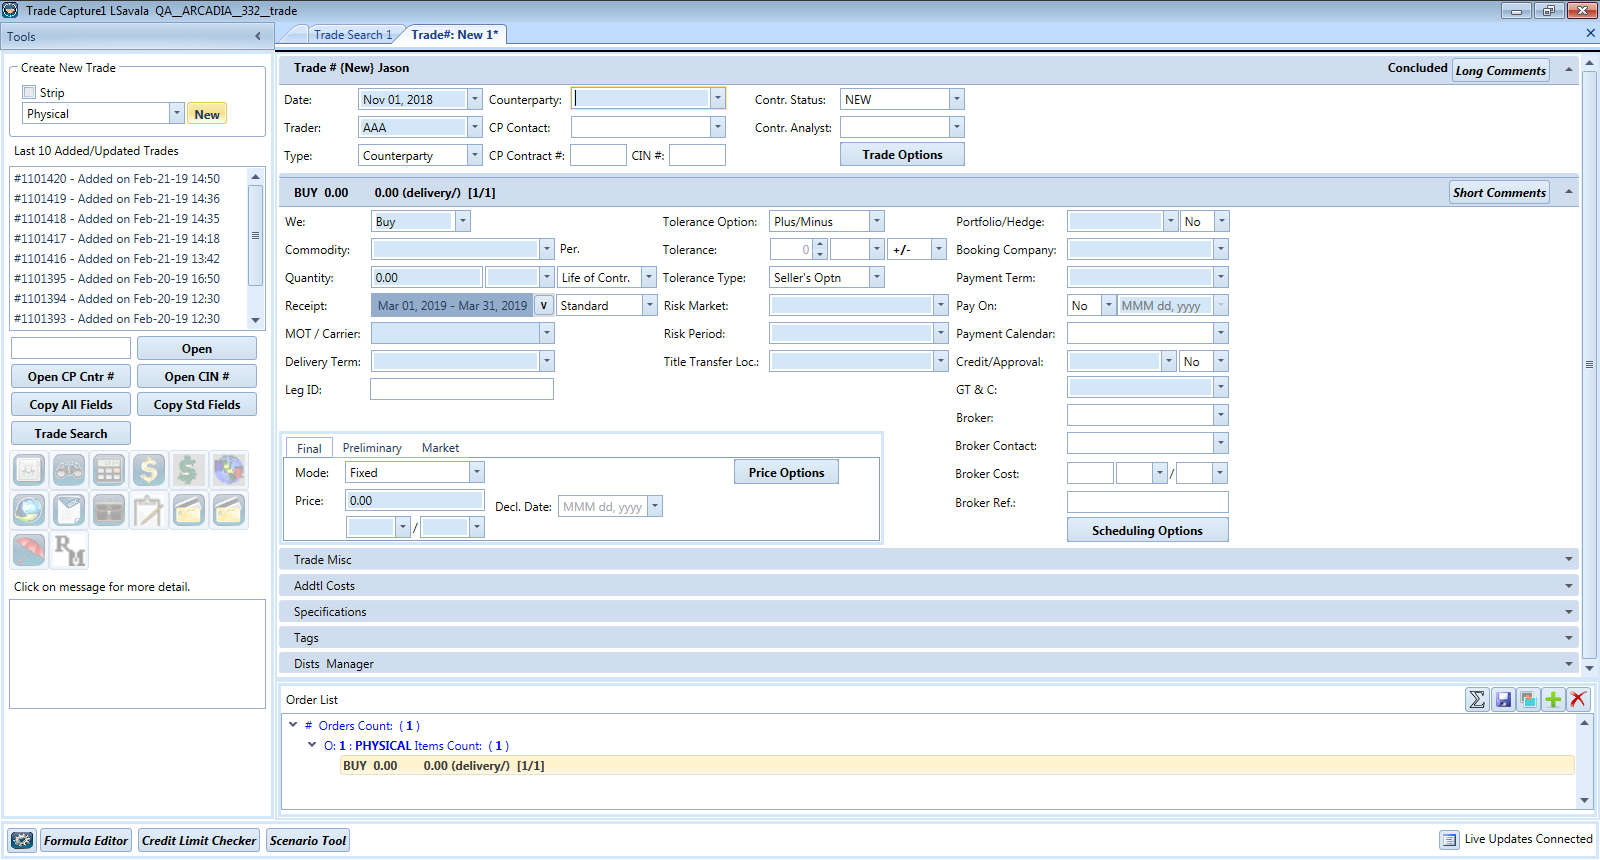 Trade Capture1 LSavala QA__ARCADIA__332__trade
Tools
Trade Search 1
Trade#: New 1*
Create New Trade
Strip
Physical
New
Last 10 Added/Updated Trades
#1101420 - Added on Feb-21-19 14:50
#1101419 - Added on Feb-21-19 14:36
#1101418 - Added on Feb-21-19 14:35
#1101417 - Added on Feb-21-19 14:18
#1101416 - Added on Feb-21-19 13:42
#1101395 - Added on Feb-20-19 16:50
#1101394 - Added on Feb-20-19 12:30
#1101393 - Added on Feb-20-19 12:30
Open
Open CP Cntr # Open CIN #
Copy All Fields Copy Std Fields
Trade Search
RM
Click on message for more detail.
Trade # {New} Jason Concluded Long Comments
Date: Nov 01, 2018 Counterparty: Contr. Status: NEW
Trader: AAA CP Contact: Contr. Analyst:
Type: Counterparty CP Contract #: CIN #: Trade Options
BUY 0.00 0.00 (delivery/) [1/1] Short Comments
We: Buy Tolerance Option: Plus/Minus Portfolio/Hedge: No
Commodity: Per. Tolerance: 0 +/- Booking Company:
Quantity: 0.00 Life of Contr. Tolerance Type: Seller's Optn Payment Term:
Receipt: Mar 01, 2019 - Mar 31, 2019 v Standard Risk Market: Pay On: No MMM dd, yyyy
MOT / Carrier: Risk Period: Payment Calendar:
Delivery Term: Title Transfer Loc.: Credit/Approval: No
Leg ID: GT & C:
Broker:
Broker Contact:
Broker Cost: /
Broker Ref.:
Scheduling Options
Final Preliminary Market
Mode: Fixed Price Options
Price: 0.00 Decl. Date: MMM dd, yyyy
/
Trade Misc
Addtl Costs
Specifications
Tags
Dists Manager
Order List
Σ
# Orders Count: ( 1 )
O: 1 : PHYSICAL Items Count: ( 1 )
BUY 0.00 0.00 (delivery/) [1/1]
Formula Editor Credit Limit Checker Scenario Tool Live Updates Connected